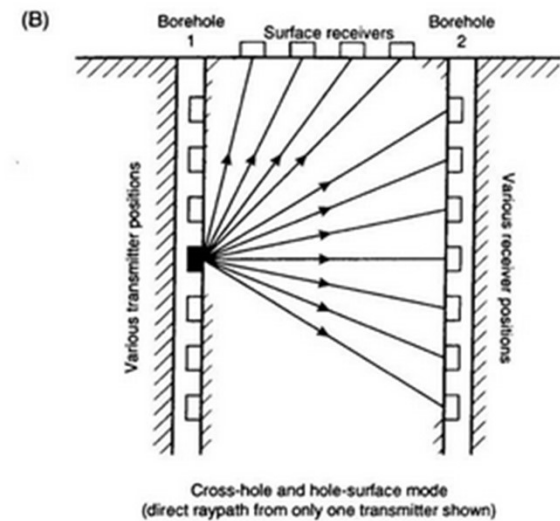 (B)
Borehole
1
Surface receivers
Borehole
2
Various transmitter positions
Various receiver positions
Cross-hole and hole-surface mode
(direct raypath from only one transmitter shown)